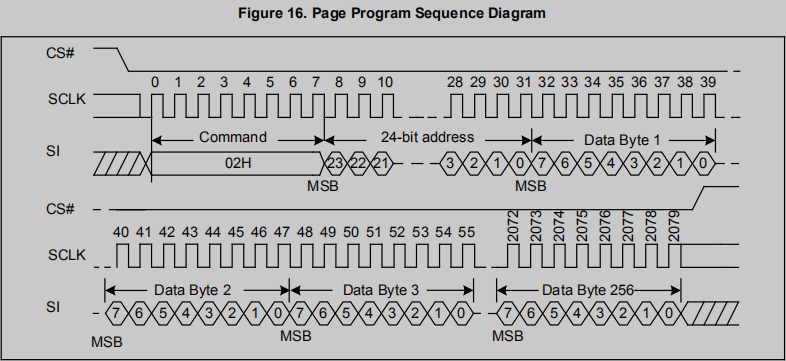 Figure 16. Page Program Sequence Diagram
CS#
0 1 2 3 4 5 6 7 8 9 10 28 29 30 31 32 33 34 35 36 37 38 39
SCLK
Command 24-bit address Data Byte 1
SI
02H 23 22 21 3 2 1 0 7 6 5 4 3 2 1 0
MSB MSB
CS#
40 41 42 43 44 45 46 47 48 49 50 51 52 53 54 55 2072 2073 2074 2075 2076 2077 2078 2079
SCLK
Data Byte 2 Data Byte 3 Data Byte 256
SI
7 6 5 4 3 2 1 0 7 6 5 4 3 2 1 0 7 6 5 4 3 2 1 0
MSB MSB MSB